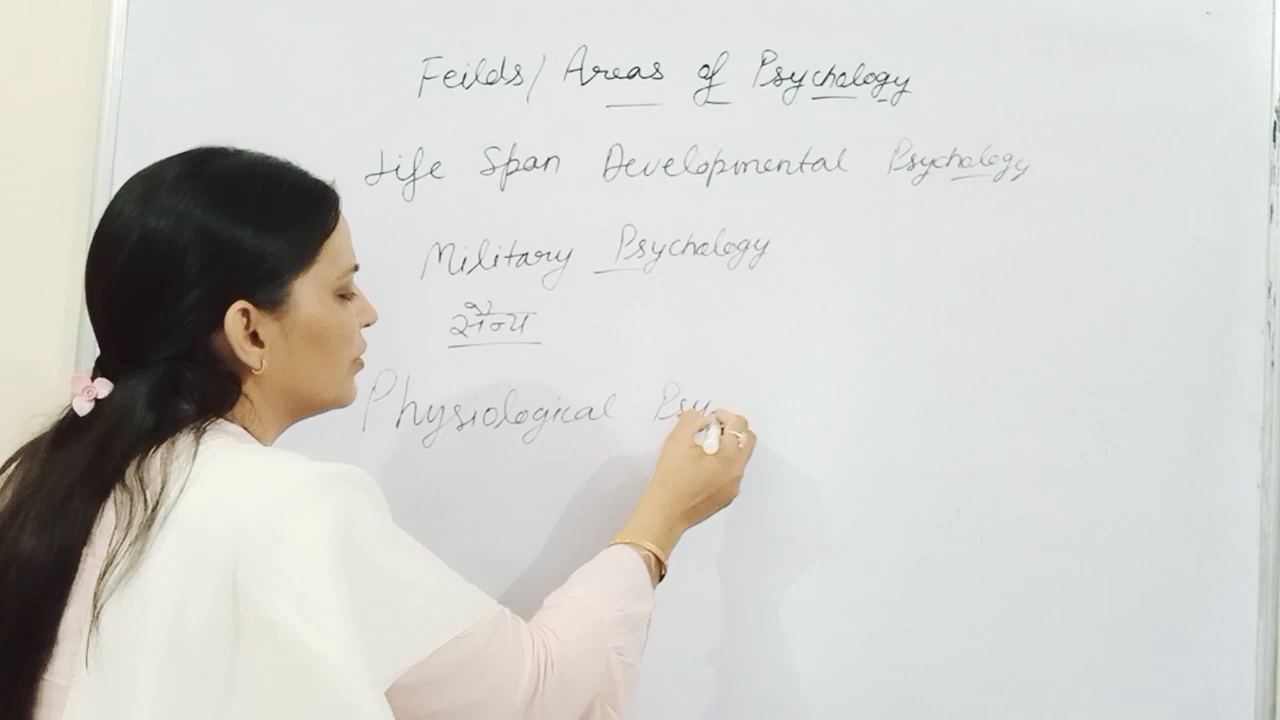 Feilds/ Areas of Psychology
Life Span Developmental Psychology
Military Psychology
सैन्य
Physiological Psy